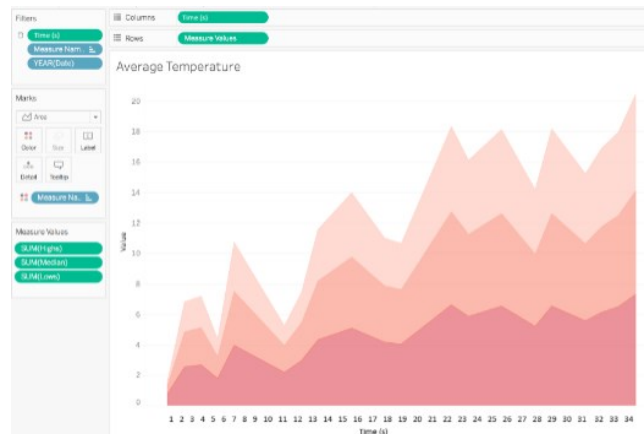 Filters
Time (s)
Measure Nam..
YEAR(Date)
Marks
Area
Color
Size
Label
Detail
Tooltip
Measure Na..
Measure Values
SUM(Highs)
SUM(Median)
SUM(Lows)
Columns
Time (s)
Rows
Measure Values
Average Temperature
20
18
16
14
12
10
8
6
4
2
0
Value
1 2 3 4 5 6 7 8 9 10 11 12 13 14 15 16 17 18 19 20 21 22 23 24 25 26 27 28 29 30 31 32 33 34
Time (s)